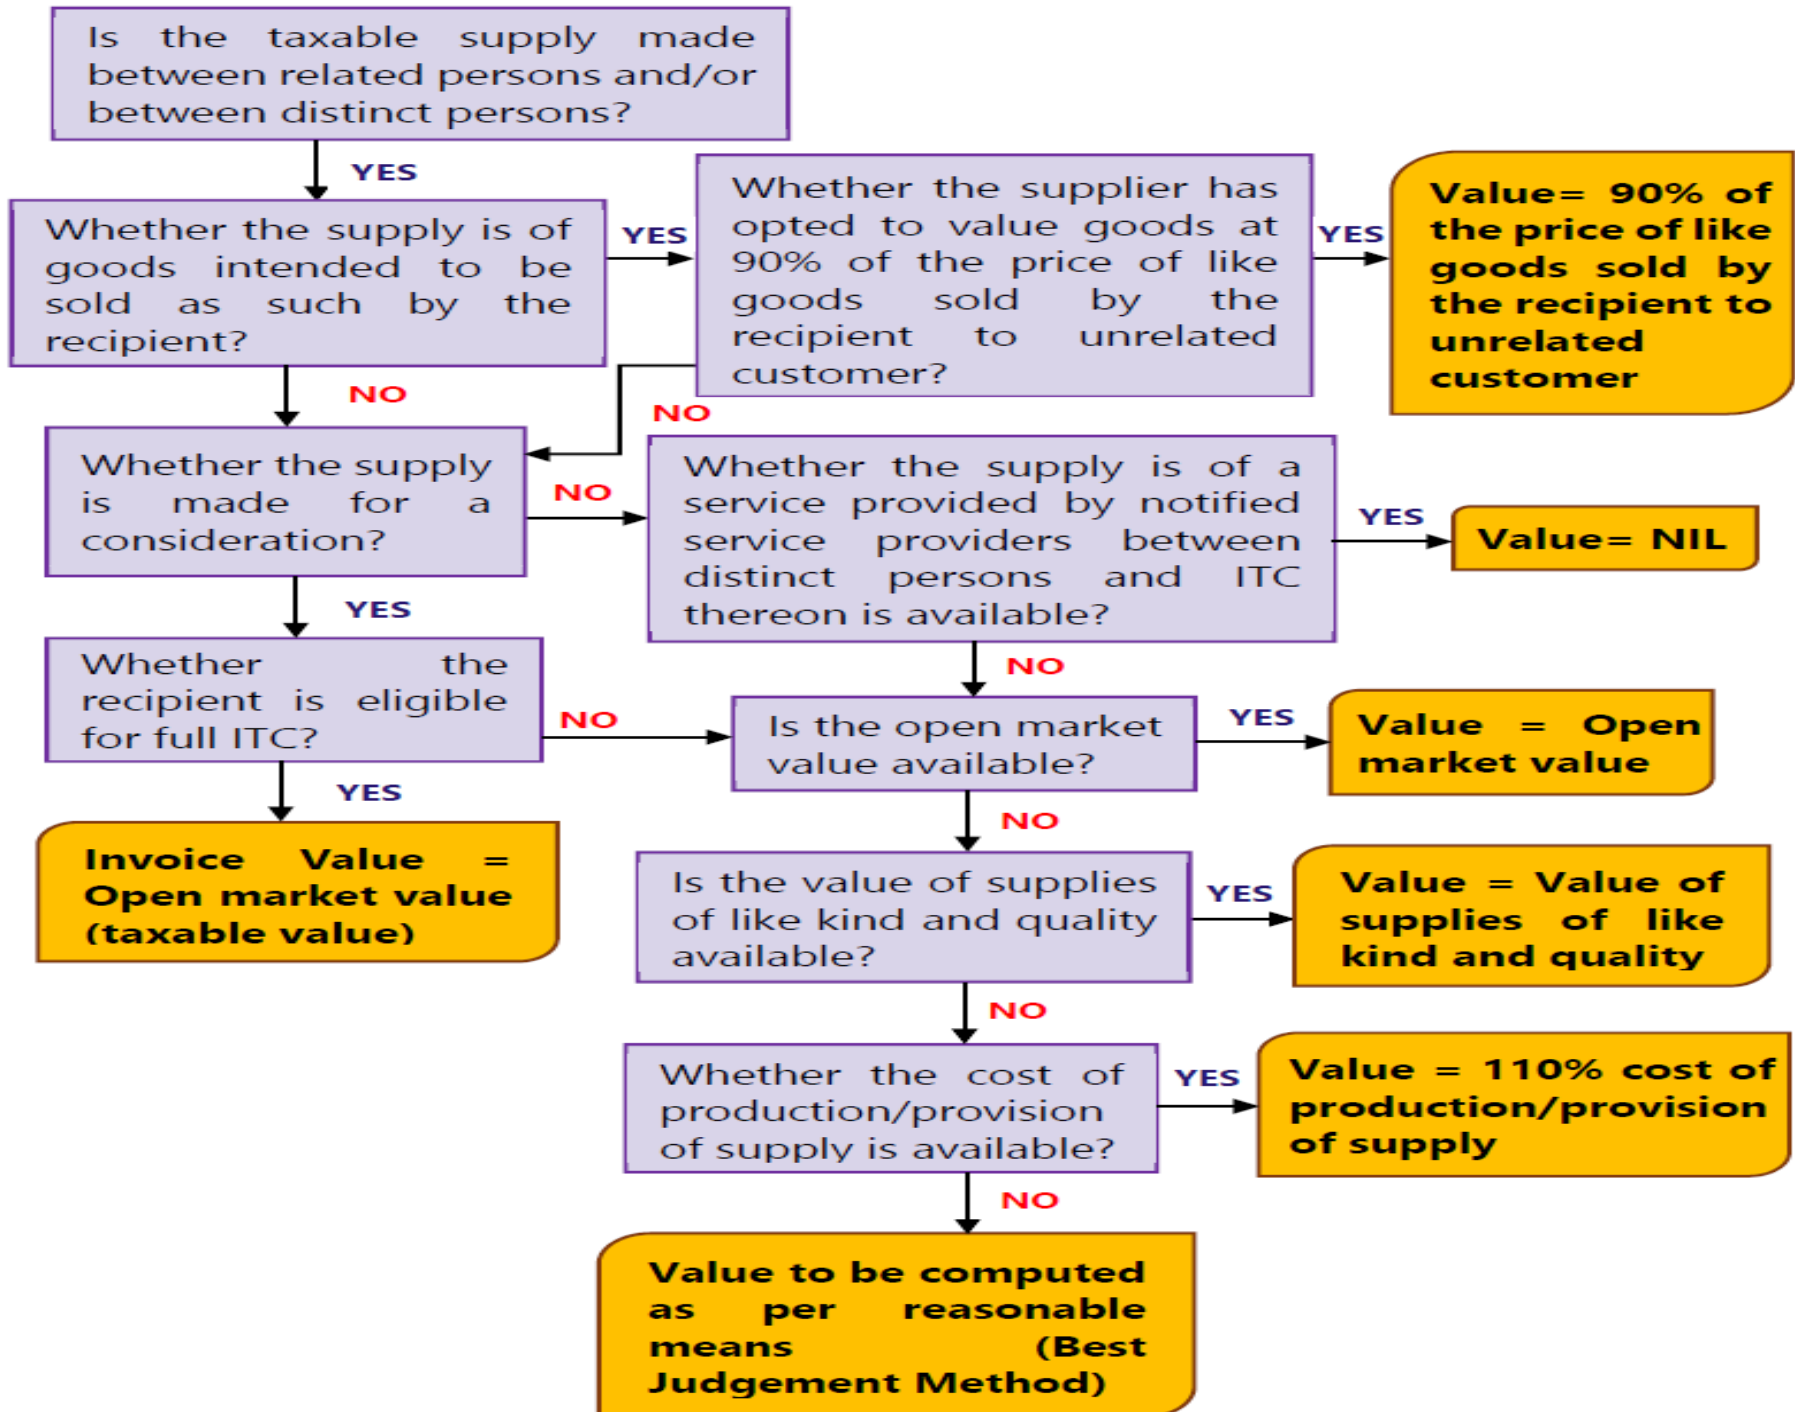 Is the taxable supply made
between related persons and/or
between distinct persons?
YES
Whether the supply is of
goods intended to be
sold as such by the
recipient?
YES
Whether the supplier has
opted to value goods at
90% of the price of like
goods sold by the
recipient to unrelated
customer?
YES
Value= 90% of
the price of like
goods sold by
the recipient to
unrelated
customer
NO
NO
Whether the supply
is made for a
consideration?
NO
Whether the supply is of a
service provided by notified
service providers between
distinct persons and ITC
thereon is available?
YES
Value= NIL
YES
NO
Whether the
recipient is eligible
for full ITC?
NO
Is the open market
value available?
YES
Value = Open
market value
YES
NO
Invoice Value =
Open market value
(taxable value)
Is the value of supplies
of like kind and quality
available?
YES
Value = Value of
supplies of like
kind and quality
NO
Whether the cost of
production/provision
of supply is available?
YES
Value = 110% cost of
production/provision
of supply
NO
Value to be computed
as per reasonable
means (Best
Judgement Method)